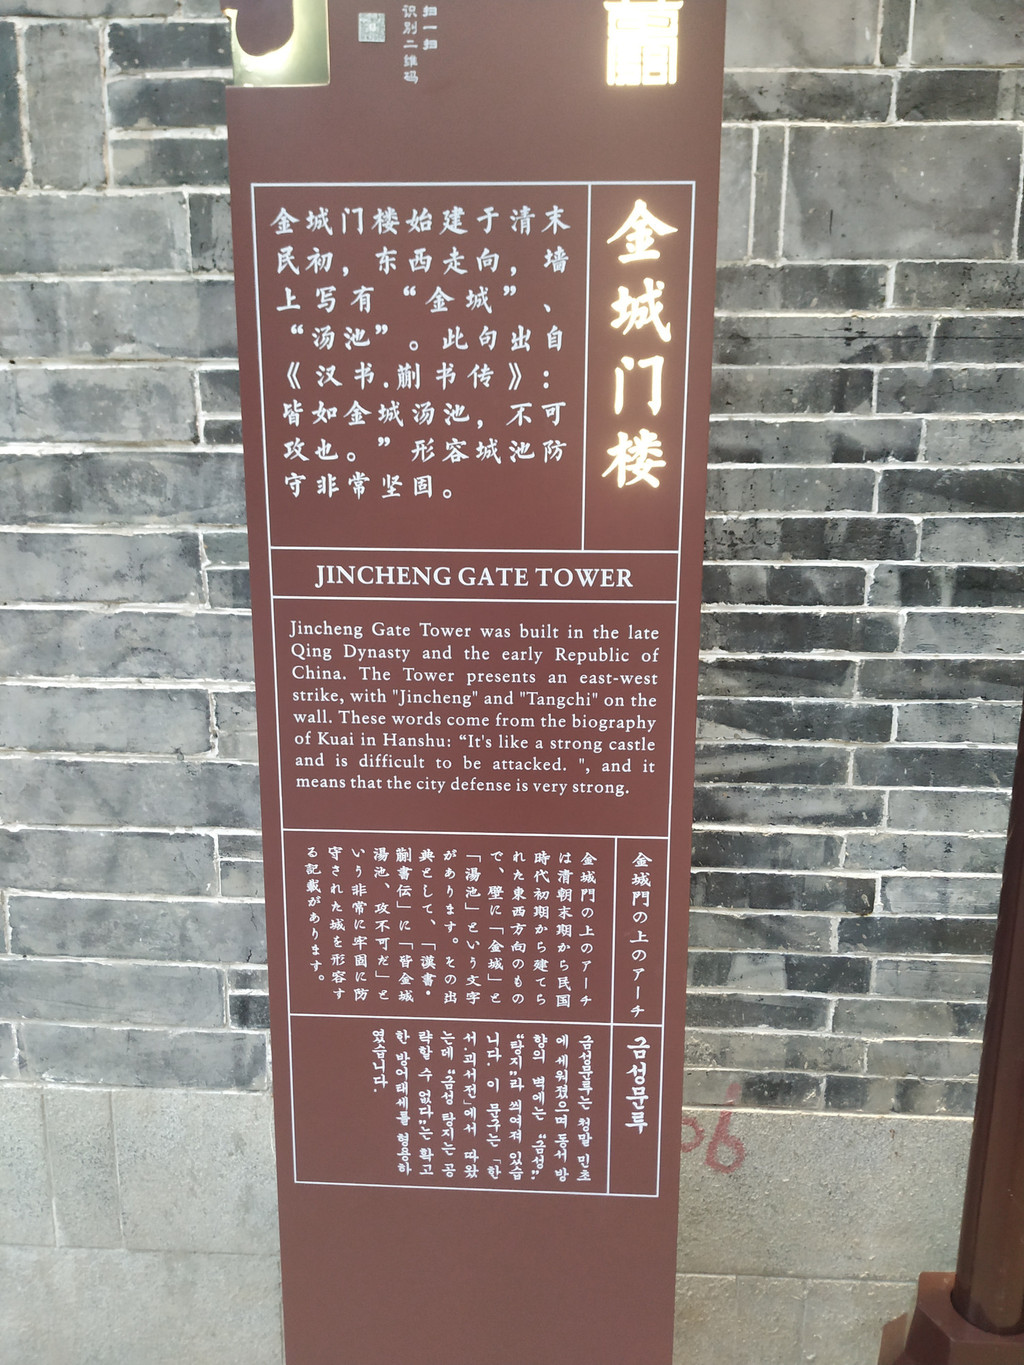 扫一扫
识别二维码
囍
金城门楼
金城门楼始建于清末
民初，东西走向，墙
上写有“金城”、
“汤池”。此句出自
《汉书.蒯书传》：
皆如金城汤池，不可
攻也。”形容城池防
守非常坚固。
JINCHENG GATE TOWER
Jincheng Gate Tower was built in the late
Qing Dynasty and the early Republic of
China. The Tower presents an east-west
strike, with "Jincheng" and "Tangchi" on the
wall. These words come from the biography
of Kuai in Hanshu: “It's like a strong castle
and is difficult to be attacked. ", and it
means that the city defense is very strong.
金城門の上のアーチ
金城門の上のアーチ
は清朝末期から民国
時代初期から建てら
れた東西方向のもの
で、壁に「金城」と
「湯池」という文字
があります。その出
典として、「漢書。
蒯書伝」に「皆金城
湯池、攻不可だ」と
いう非常に牢固に防
守された城を形容す
る記載があります。
금성문루
금성문루는 청말 민초
에 세워졌으며 동서 방
향의 벽에는 “금성”.
“탕지”라 씌여져 있습
니다. 이 문구는「한
서.괴서전」에서 따왔
는데 “금성 탕지는 공
략할 수 없다”는 확고
한 방어태세를 형용하
였습니다.